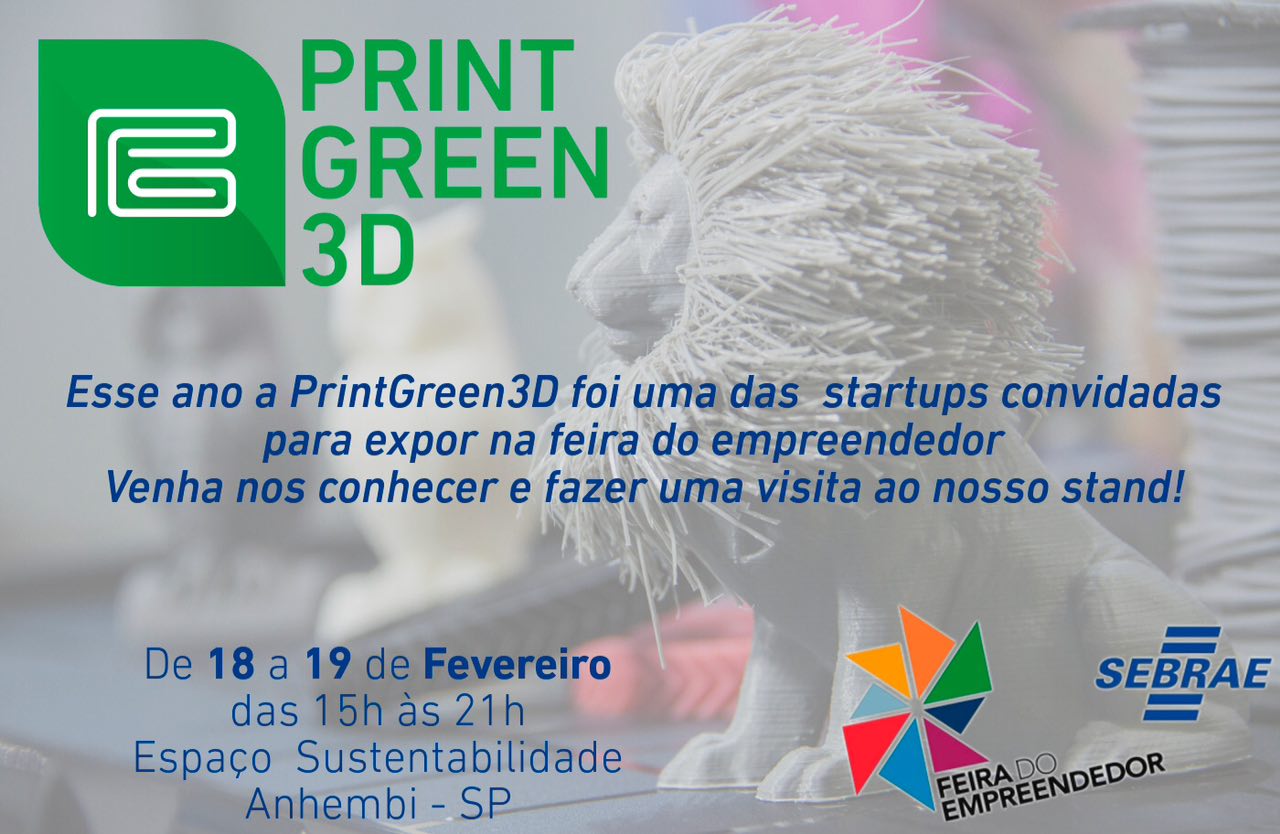 PRINT
GREEN
3D
Esse ano a PrintGreen3D foi uma das  startups convidadas
para expor na feira do empreendedor
Venha nos conhecer e fazer uma visita ao nosso stand!
De 18 a 19 de Fevereiro
das 15h às 21h
Espaço  Sustentabilidade
Anhembi - SP
FEIRA DO
EMPREENDEDOR
SEBRAE